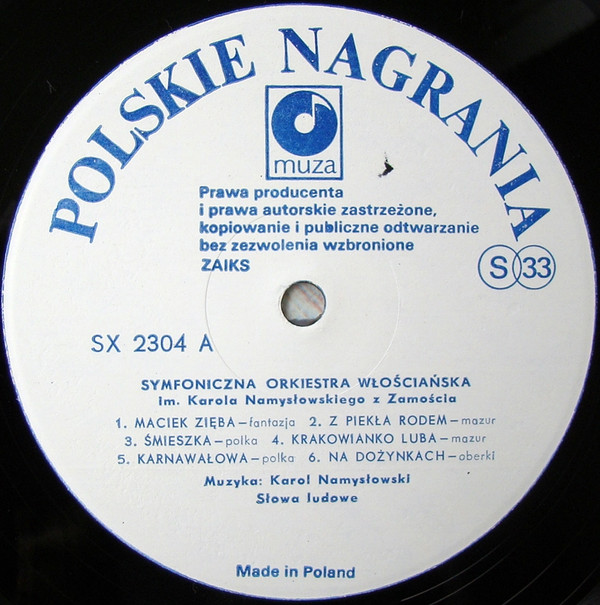 POLSKIE NAGRANIA
muza
Prawa producenta
i prawa autorskie zastrzeżone,
kopiowanie i publiczne odtwarzanie
bez zezwolenia wzbronione
ZAIKS
S 33
SX 2304 A
SYMFONICZNA ORKIESTRA WŁOŚCIAŃSKA
Im. Karola Namysłowskiego z Zamościa
1. MACIEK ZIĘBA – fantazja 2. Z PIEKŁA RODEM – mazur
3. ŚMIESZKA – polka 4. KRAKOWIANKO LUBA – mazur
5. KARNAWAŁOWA – polka 6. NA DOŻYNKACH – oberki
Muzyka: Karol Namysłowski
Słowa ludowe
Made in Poland